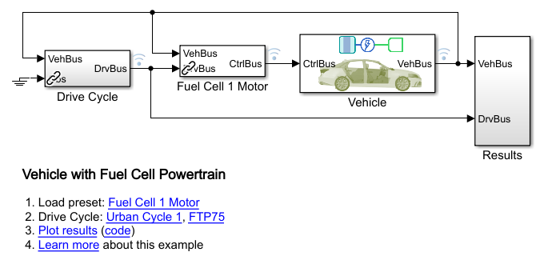 VehBus
DrvBus
Drive Cycle
VehBus
CtrlBus
Fuel Cell 1 Motor
CtrlBus
VehBus
Vehicle
VehBus
DrvBus
Results
Vehicle with Fuel Cell Powertrain
1. Load preset: Fuel Cell 1 Motor
2. Drive Cycle: Urban Cycle 1, FTP75
3. Plot results (code)
4. Learn more about this example